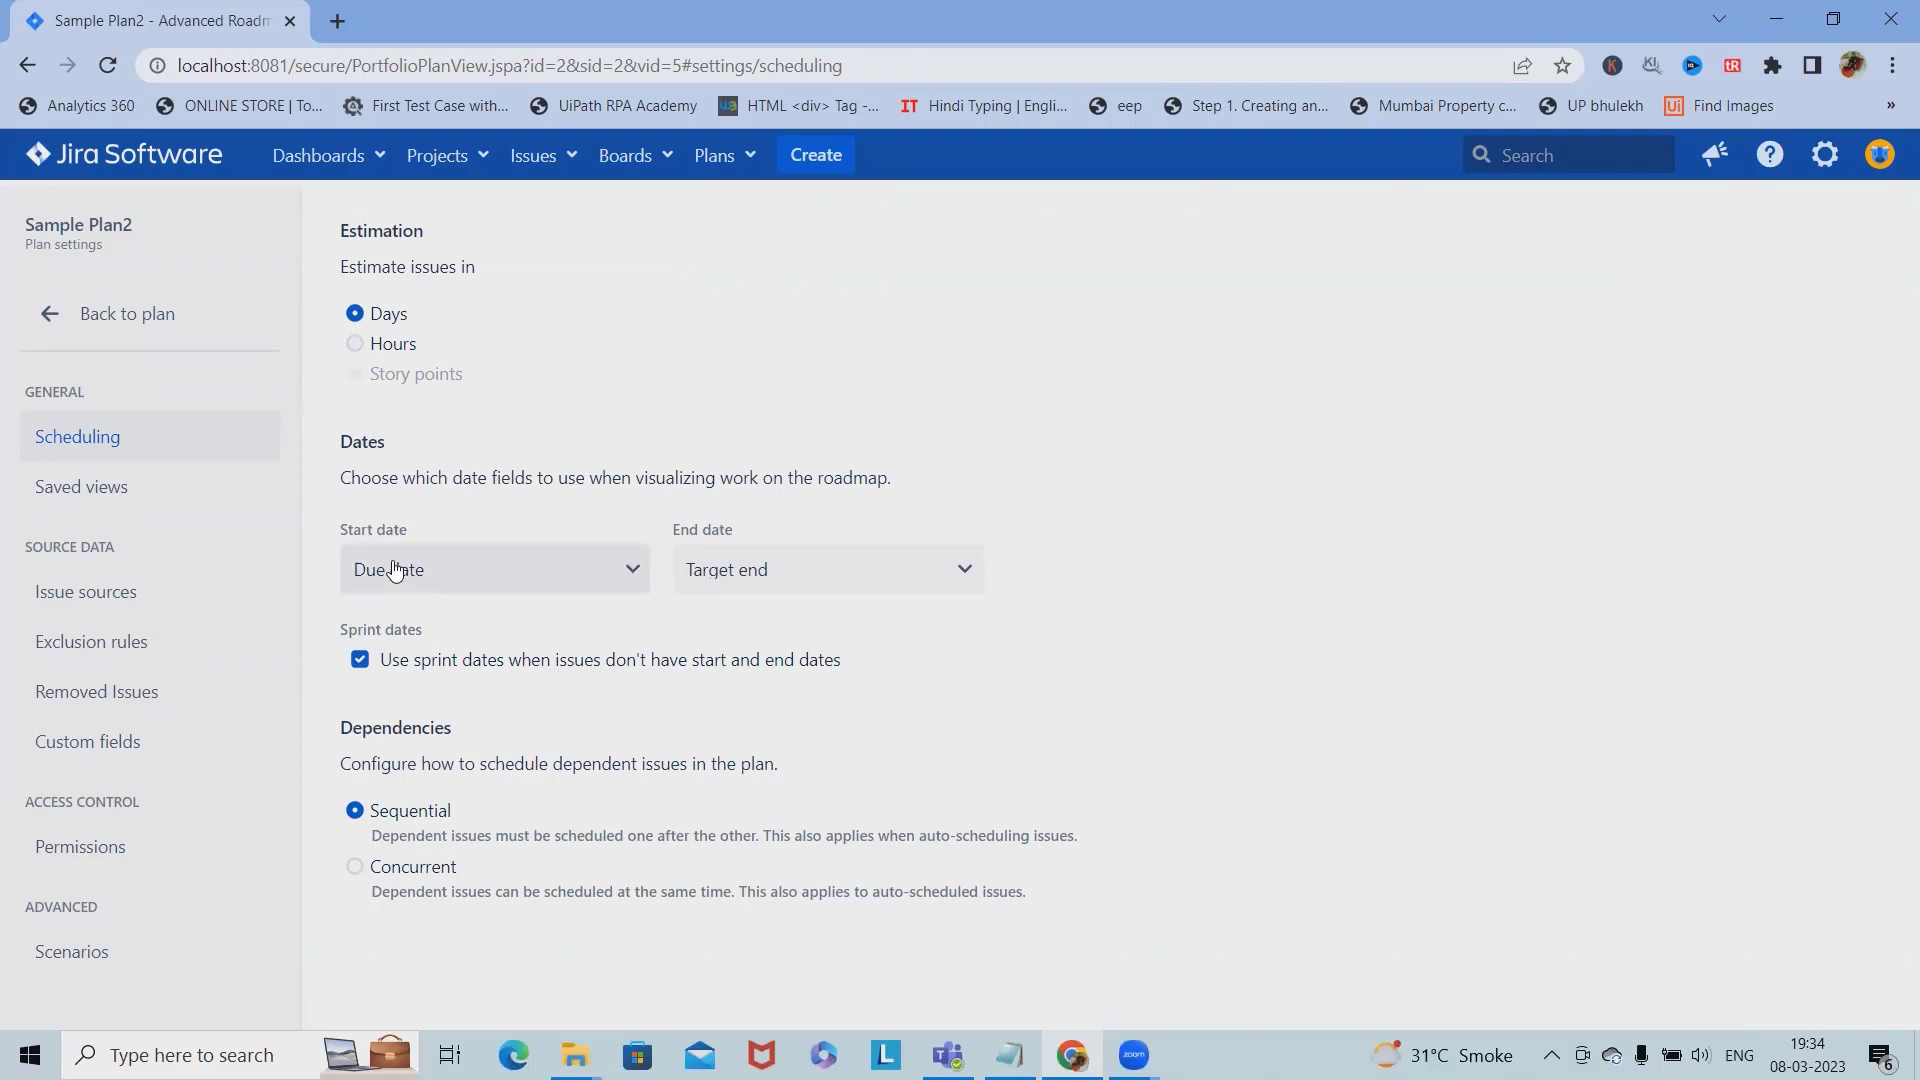 Sample Plan2 - Advanced Roadm
localhost:8081/secure/PortfolioPlanView.jspa?id=2&sid=2&vid=5#settings/scheduling
Analytics 360
ONLINE STORE | To...
First Test Case with...
UiPath RPA Academy
HTML <div> Tag -...
Hindi Typing | Engli...
eep
Step 1. Creating an...
Mumbai Property c...
UP bhulekh
Find Images
»
Jira Software
Dashboards
Projects
Issues
Boards
Plans
Create
Search
Sample Plan2
Plan settings
Back to plan
GENERAL
Scheduling
Saved views
SOURCE DATA
Issue sources
Exclusion rules
Removed Issues
Custom fields
ACCESS CONTROL
Permissions
ADVANCED
Scenarios
Estimation
Estimate issues in
Days
Hours
Story points
Dates
Choose which date fields to use when visualizing work on the roadmap.
Start date
End date
Due date
Target end
Sprint dates
Use sprint dates when issues don't have start and end dates
Dependencies
Configure how to schedule dependent issues in the plan.
Sequential
Dependent issues must be scheduled one after the other. This also applies when auto-scheduling issues.
Concurrent
Dependent issues can be scheduled at the same time. This also applies to auto-scheduled issues.
Type here to search
zoom
31°C Smoke
ENG
19:34
08-03-2023
6